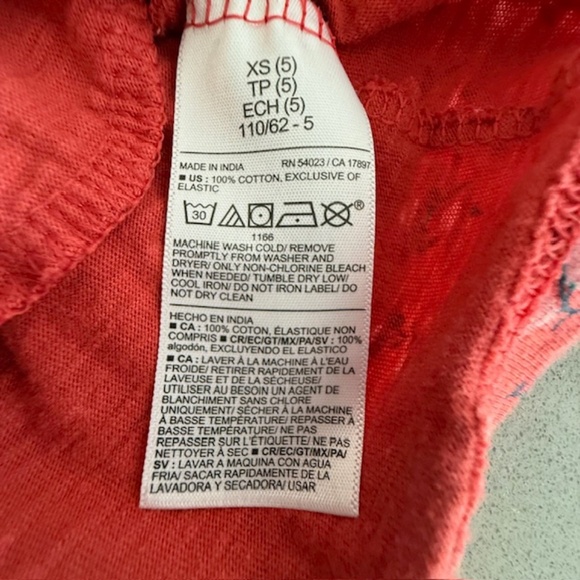 XS (5)
TP (5)
ECH (5)
110/62 - 5
MADE IN INDIA RN 54023 / CA 17897
■ US : 100% COTTON, EXCLUSIVE OF
ELASTIC
30 ®
1166
MACHINE WASH COLD/ REMOVE
PROMPTLY FROM WASHER AND
DRYER/ ONLY NON-CHLORINE BLEACH
WHEN NEEDED/ TUMBLE DRY LOW/
COOL IRON/ DO NOT IRON LABEL/ DO
NOT DRY CLEAN
HECHO EN INDIA
■ CA : 100% COTON, ÉLASTIQUE NON
COMPRIS ■ CR/EC/GT/MX/PA/SV : 100%
algodón, EXCLUYENDO EL ELASTICO
■ CA : LAVER À LA MACHINE À L'EAU
FROIDE/ RETIRER RAPIDEMENT DE LA
LAVEUSE ET DE LA SÉCHEUSE/
UTILISER AU BESOIN UN AGENT DE
BLANCHIMENT SANS CHLORE
UNIQUEMENT/ SÉCHER À LA MACHINE
À BASSE TEMPÉRATURE/ REPASSER À
BASSE TEMPÉRATURE/ NE PAS
REPASSER SUR L'ÉTIQUETTE/ NE PAS
NETTOYER À SEC ■ CR/EC/GT/MX/PA/
SV : LAVAR A MAQUINA CON AGUA
FRIA/ SACAR RAPIDAMENTE DE LA
LAVADORA Y SECADORA/ USAR